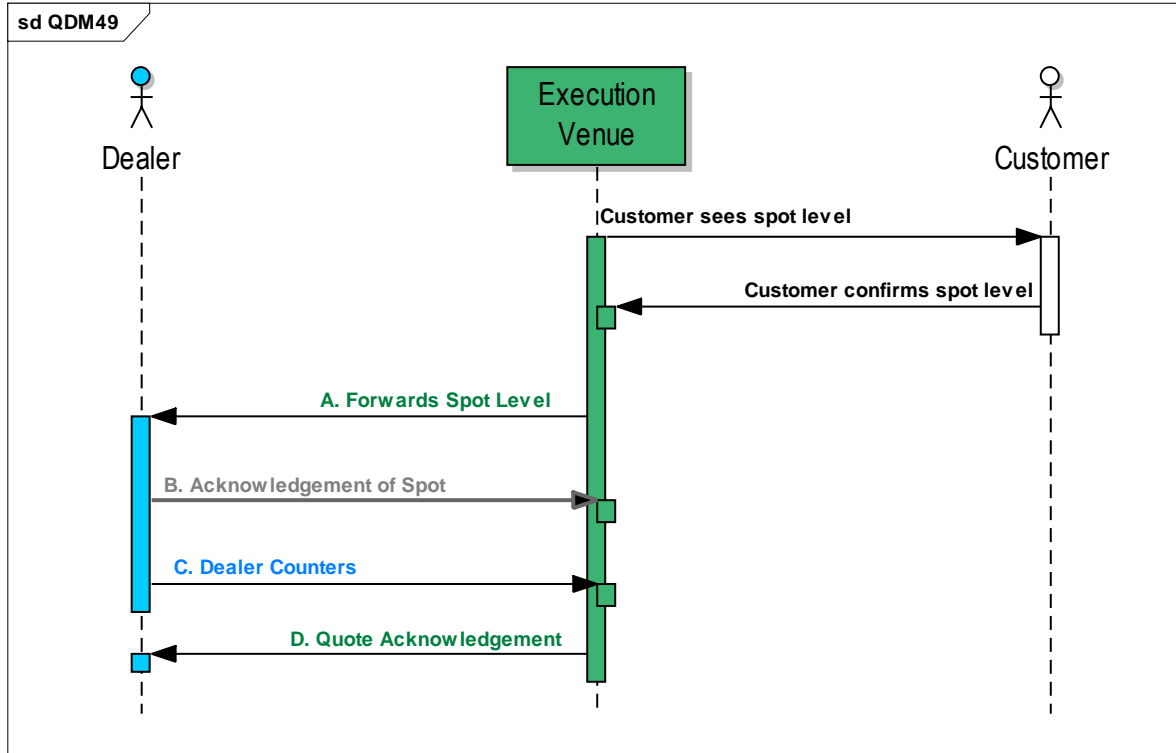 sd QDM49
Dealer
Execution
Venue
Customer
Customer sees spot level
Customer confirms spot level
A. Forwards Spot Level
B. Acknowledgement of Spot
C. Dealer Counters
D. Quote Acknowledgement